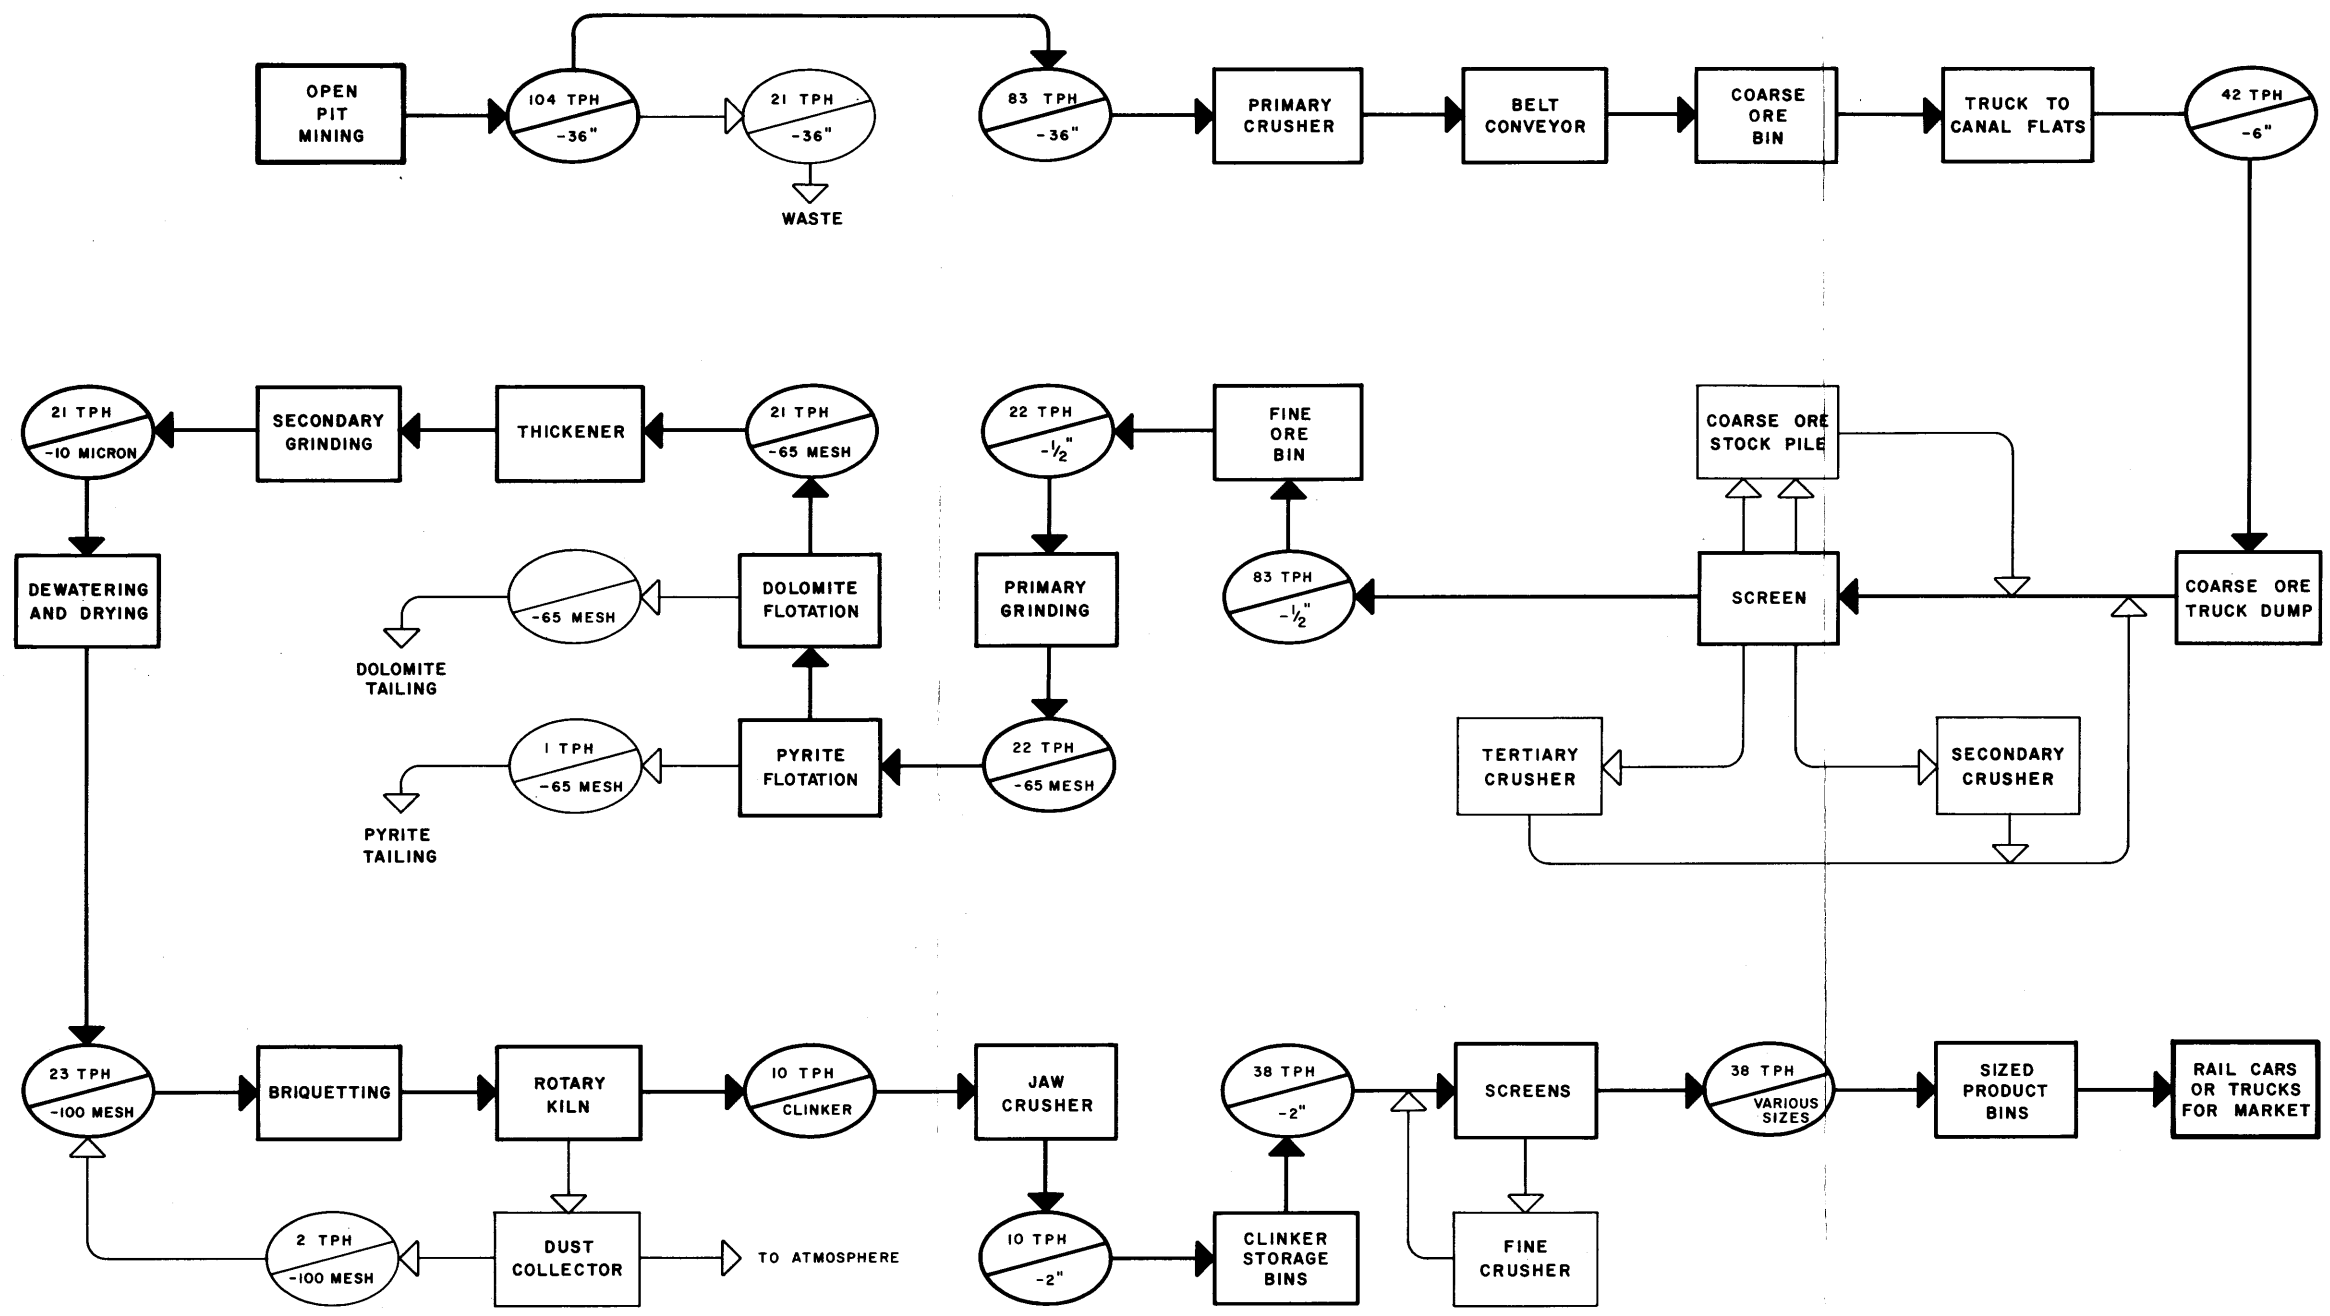 OPEN
PIT
MINING
104 TPH
-36"
21 TPH
-36"
WASTE
83 TPH
-36"
PRIMARY
CRUSHER
BELT
CONVEYOR
COARSE
ORE
BIN
TRUCK TO
CANAL FLATS
42 TPH
-6"
21 TPH
-10 MICRON
SECONDARY
GRINDING
THICKENER
21 TPH
-65 MESH
22 TPH
-1/2"
FINE
ORE
BIN
COARSE ORE
STOCK PILE
DEWATERING
AND DRYING
-65 MESH
DOLOMITE
TAILING
DOLOMITE
FLOTATION
PRIMARY
GRINDING
83 TPH
-1/2"
SCREEN
COARSE ORE
TRUCK DUMP
1 TPH
-65 MESH
PYRITE
TAILING
PYRITE
FLOTATION
22 TPH
-65 MESH
TERTIARY
CRUSHER
SECONDARY
CRUSHER
23 TPH
-100 MESH
BRIQUETTING
ROTARY
KILN
10 TPH
CLINKER
JAW
CRUSHER
38 TPH
-2"
SCREENS
38 TPH
VARIOUS
SIZES
SIZED
PRODUCT
BINS
RAIL CARS
OR TRUCKS
FOR MARKET
2 TPH
-100 MESH
DUST
COLLECTOR
TO ATMOSPHERE
10 TPH
-2"
CLINKER
STORAGE
BINS
FINE
CRUSHER